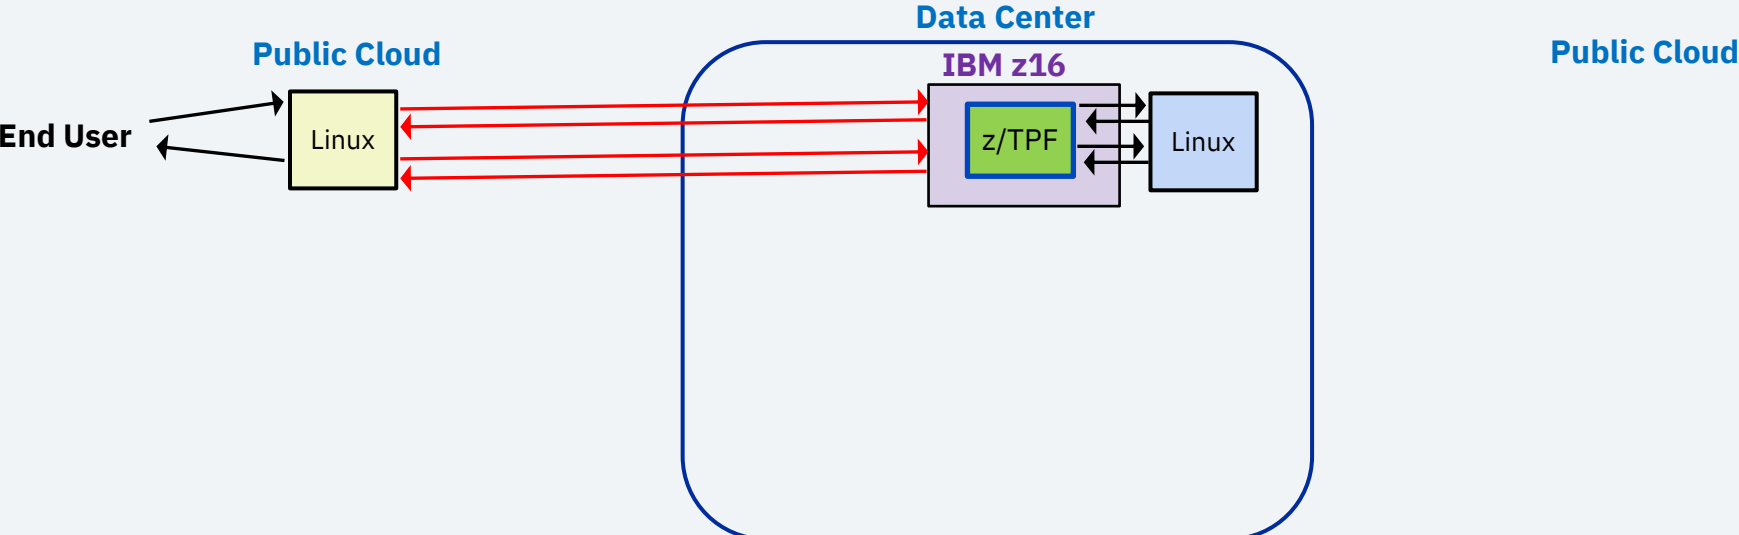 Data Center
Public Cloud
Public Cloud
IBM z16
End User
Linux
z/TPF
Linux